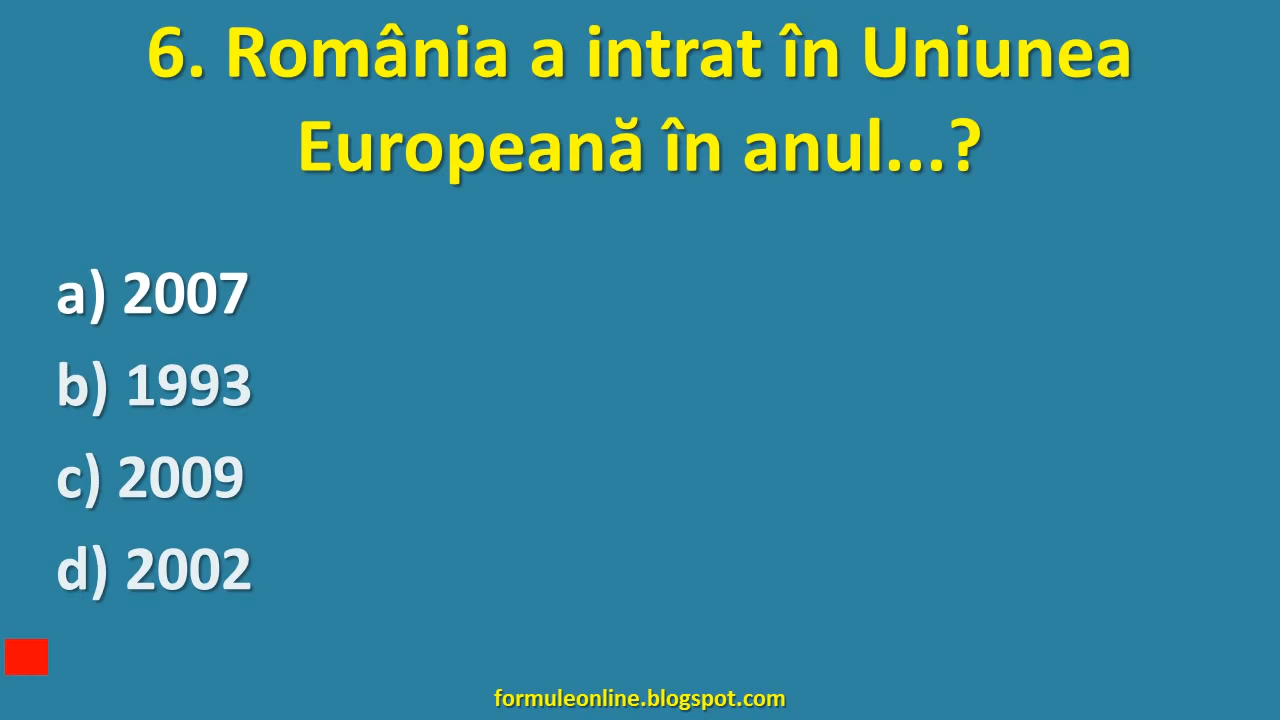 6. România a intrat în Uniunea
Europeană în anul...?
a) 2007
b) 1993
c) 2009
d) 2002
formuleonline.blogspot.com